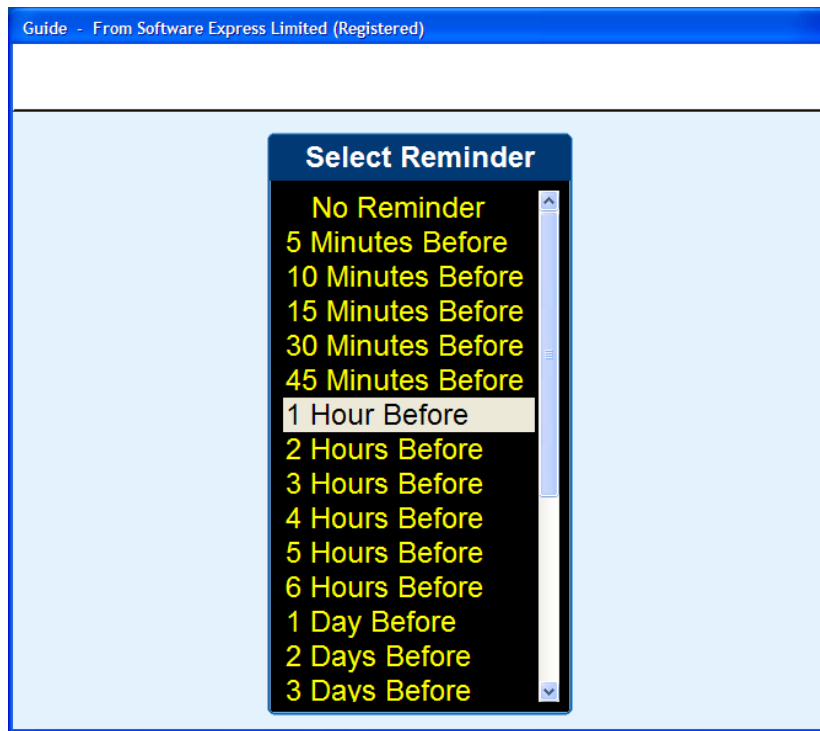 Guide - From Software Express Limited (Registered)
Select Reminder
No Reminder
5 Minutes Before
10 Minutes Before
15 Minutes Before
30 Minutes Before
45 Minutes Before
1 Hour Before
2 Hours Before
3 Hours Before
4 Hours Before
5 Hours Before
6 Hours Before
1 Day Before
2 Days Before
3 Days Before